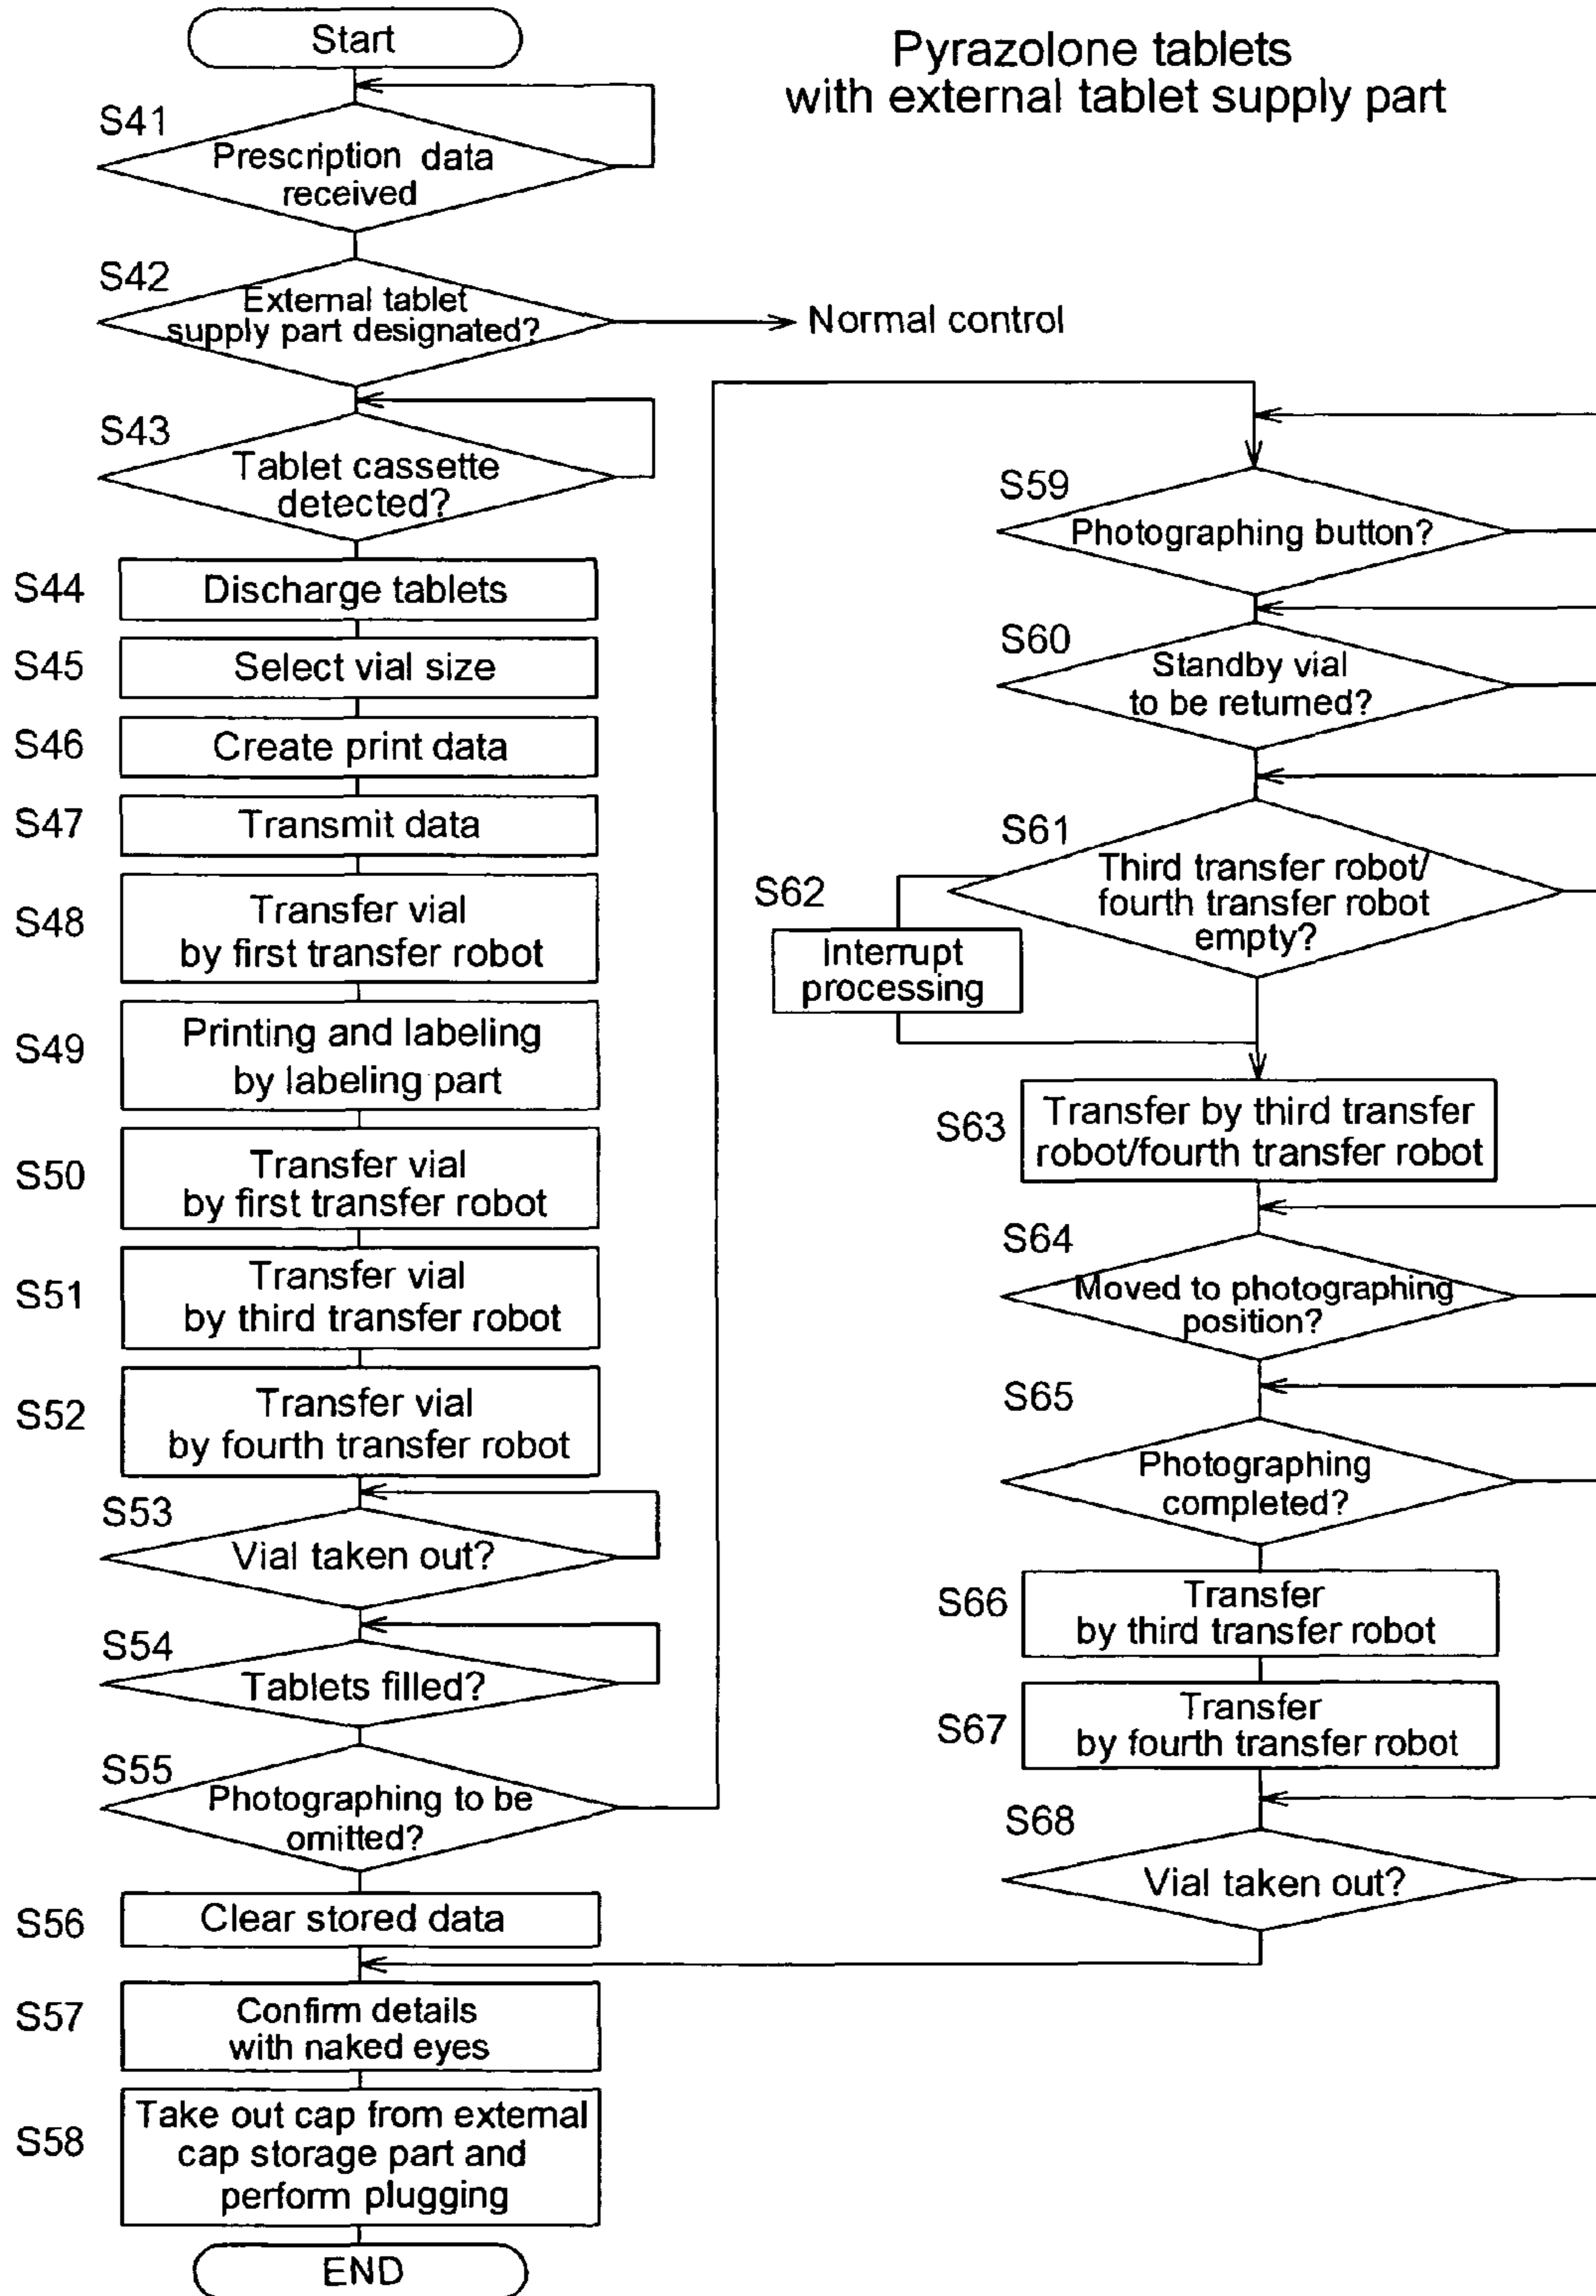 Start
Pyrazolone tablets
with external tablet supply part
S41
Prescription data
received
S42
External tablet
supply part designated?
Normal control
S43
Tablet cassette
detected?
S44
Discharge tablets
S45
Select vial size
S46
Create print data
S47
Transmit data
S48
Transfer vial
by first transfer robot
S49
Printing and labeling
by labeling part
S50
Transfer vial
by first transfer robot
S51
Transfer vial
by third transfer robot
S52
Transfer vial
by fourth transfer robot
S53
Vial taken out?
S54
Tablets filled?
S55
Photographing to be
omitted?
S56
Clear stored data
S57
Confirm details
with naked eyes
S58
Take out cap from external
cap storage part and
perform plugging
END
S59
Photographing button?
S60
Standby vial
to be returned?
S61
Third transfer robot/
fourth transfer robot
empty?
S62
Interrupt
processing
S63
Transfer by third transfer
robot/fourth transfer robot
S64
Moved to photographing
position?
S65
Photographing
completed?
S66
Transfer
by third transfer robot
S67
Transfer
by fourth transfer robot
S68
Vial taken out?